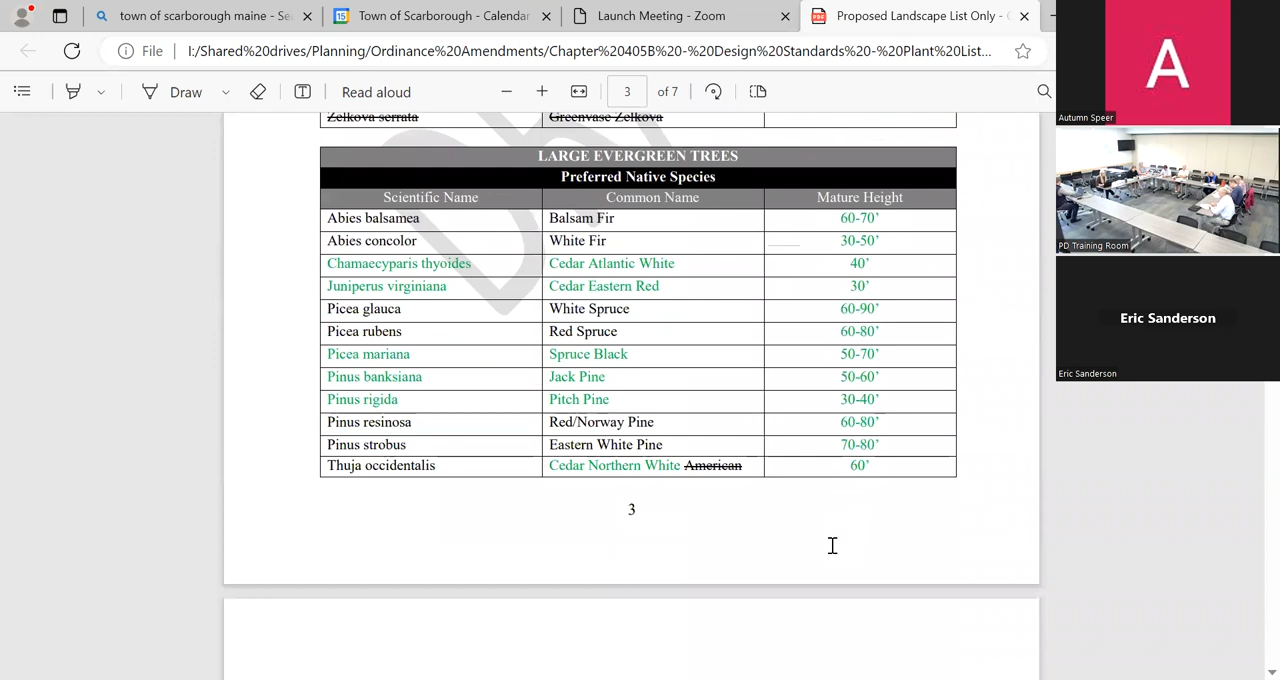 town of scarborough maine - Se
Town of Scarborough - Calendar
Launch Meeting - Zoom
Proposed Landscape List Only -
File
I:/Shared%20drives/Planning/Ordinance%20Amendments/Chapter%20405B%20-%20Design%20Standards%20-%20Plant%20List...
Draw
Read aloud
3 of 7
Zelkova serrata Greenvase Zelkova
LARGE EVERGREEN TREES
Preferred Native Species
Scientific Name Common Name Mature Height
Abies balsamea Balsam Fir 60-70’
Abies concolor White Fir 30-50’
Chamaecyparis thyoides Cedar Atlantic White 40’
Juniperus virginiana Cedar Eastern Red 30’
Picea glauca White Spruce 60-90’
Picea rubens Red Spruce 60-80’
Picea mariana Spruce Black 50-70’
Pinus banksiana Jack Pine 50-60’
Pinus rigida Pitch Pine 30-40’
Pinus resinosa Red/Norway Pine 60-80’
Pinus strobus Eastern White Pine 70-80’
Thuja occidentalis Cedar Northern White American 60’
3
A
Autumn Speer
PD Training Room
Eric Sanderson
Eric Sanderson